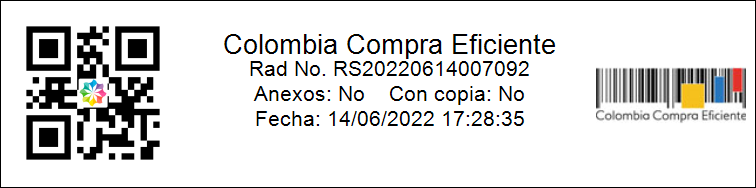 Colombia Compra Eficiente
Rad No. RS20220614007092
Anexos: No Con copia: No
Fecha: 14/06/2022 17:28:35
Colombia Compra Eficiente